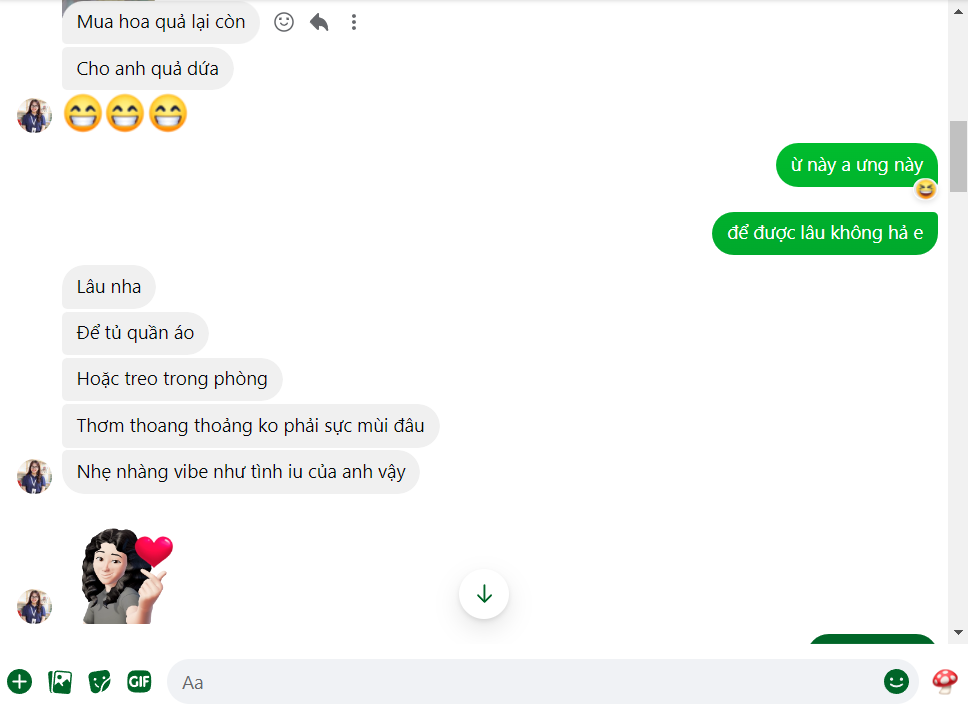 Mua hoa quả lại còn
Cho anh quả dứa
ừ này a ưng này
để được lâu không hả e
Lâu nha
Để tủ quần áo
Hoặc treo trong phòng
Thơm thoang thoảng ko phải sực mùi đâu
Nhẹ nhàng vibe như tình iu của anh vậy
GIF
Aa